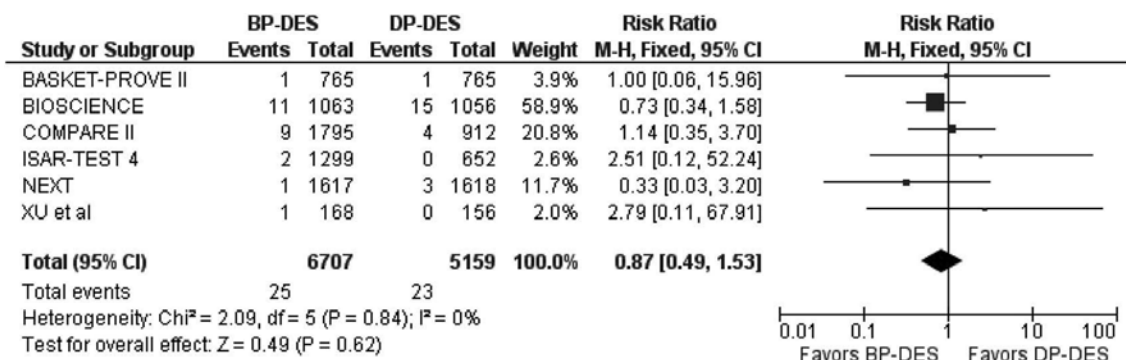 BP-DES DP-DES Risk Ratio Risk Ratio
Study or Subgroup Events Total Events Total Weight M-H, Fixed, 95% CI M-H, Fixed, 95% CI
BASKET-PROVE II 1 765 1 765 3.9% 1.00 [0.06, 15.96]
BIOSCIENCE 11 1063 15 1056 58.9% 0.73 [0.34, 1.58]
COMPARE II 9 1795 4 912 20.8% 1.14 [0.35, 3.70]
ISAR-TEST 4 2 1299 0 652 2.6% 2.51 [0.12, 52.24]
NEXT 1 1617 3 1618 11.7% 0.33 [0.03, 3.20]
XU et al 1 168 0 156 2.0% 2.79 [0.11, 67.91]
Total (95% CI) 6707 5159 100.0% 0.87 [0.49, 1.53]
Total events 25 23
Heterogeneity: Chi² = 2.09, df = 5 (P = 0.84); I² = 0%
Test for overall effect: Z = 0.49 (P = 0.62)
0.01 0.1 1 10 100
Favors BP-DES Favors DP-DES